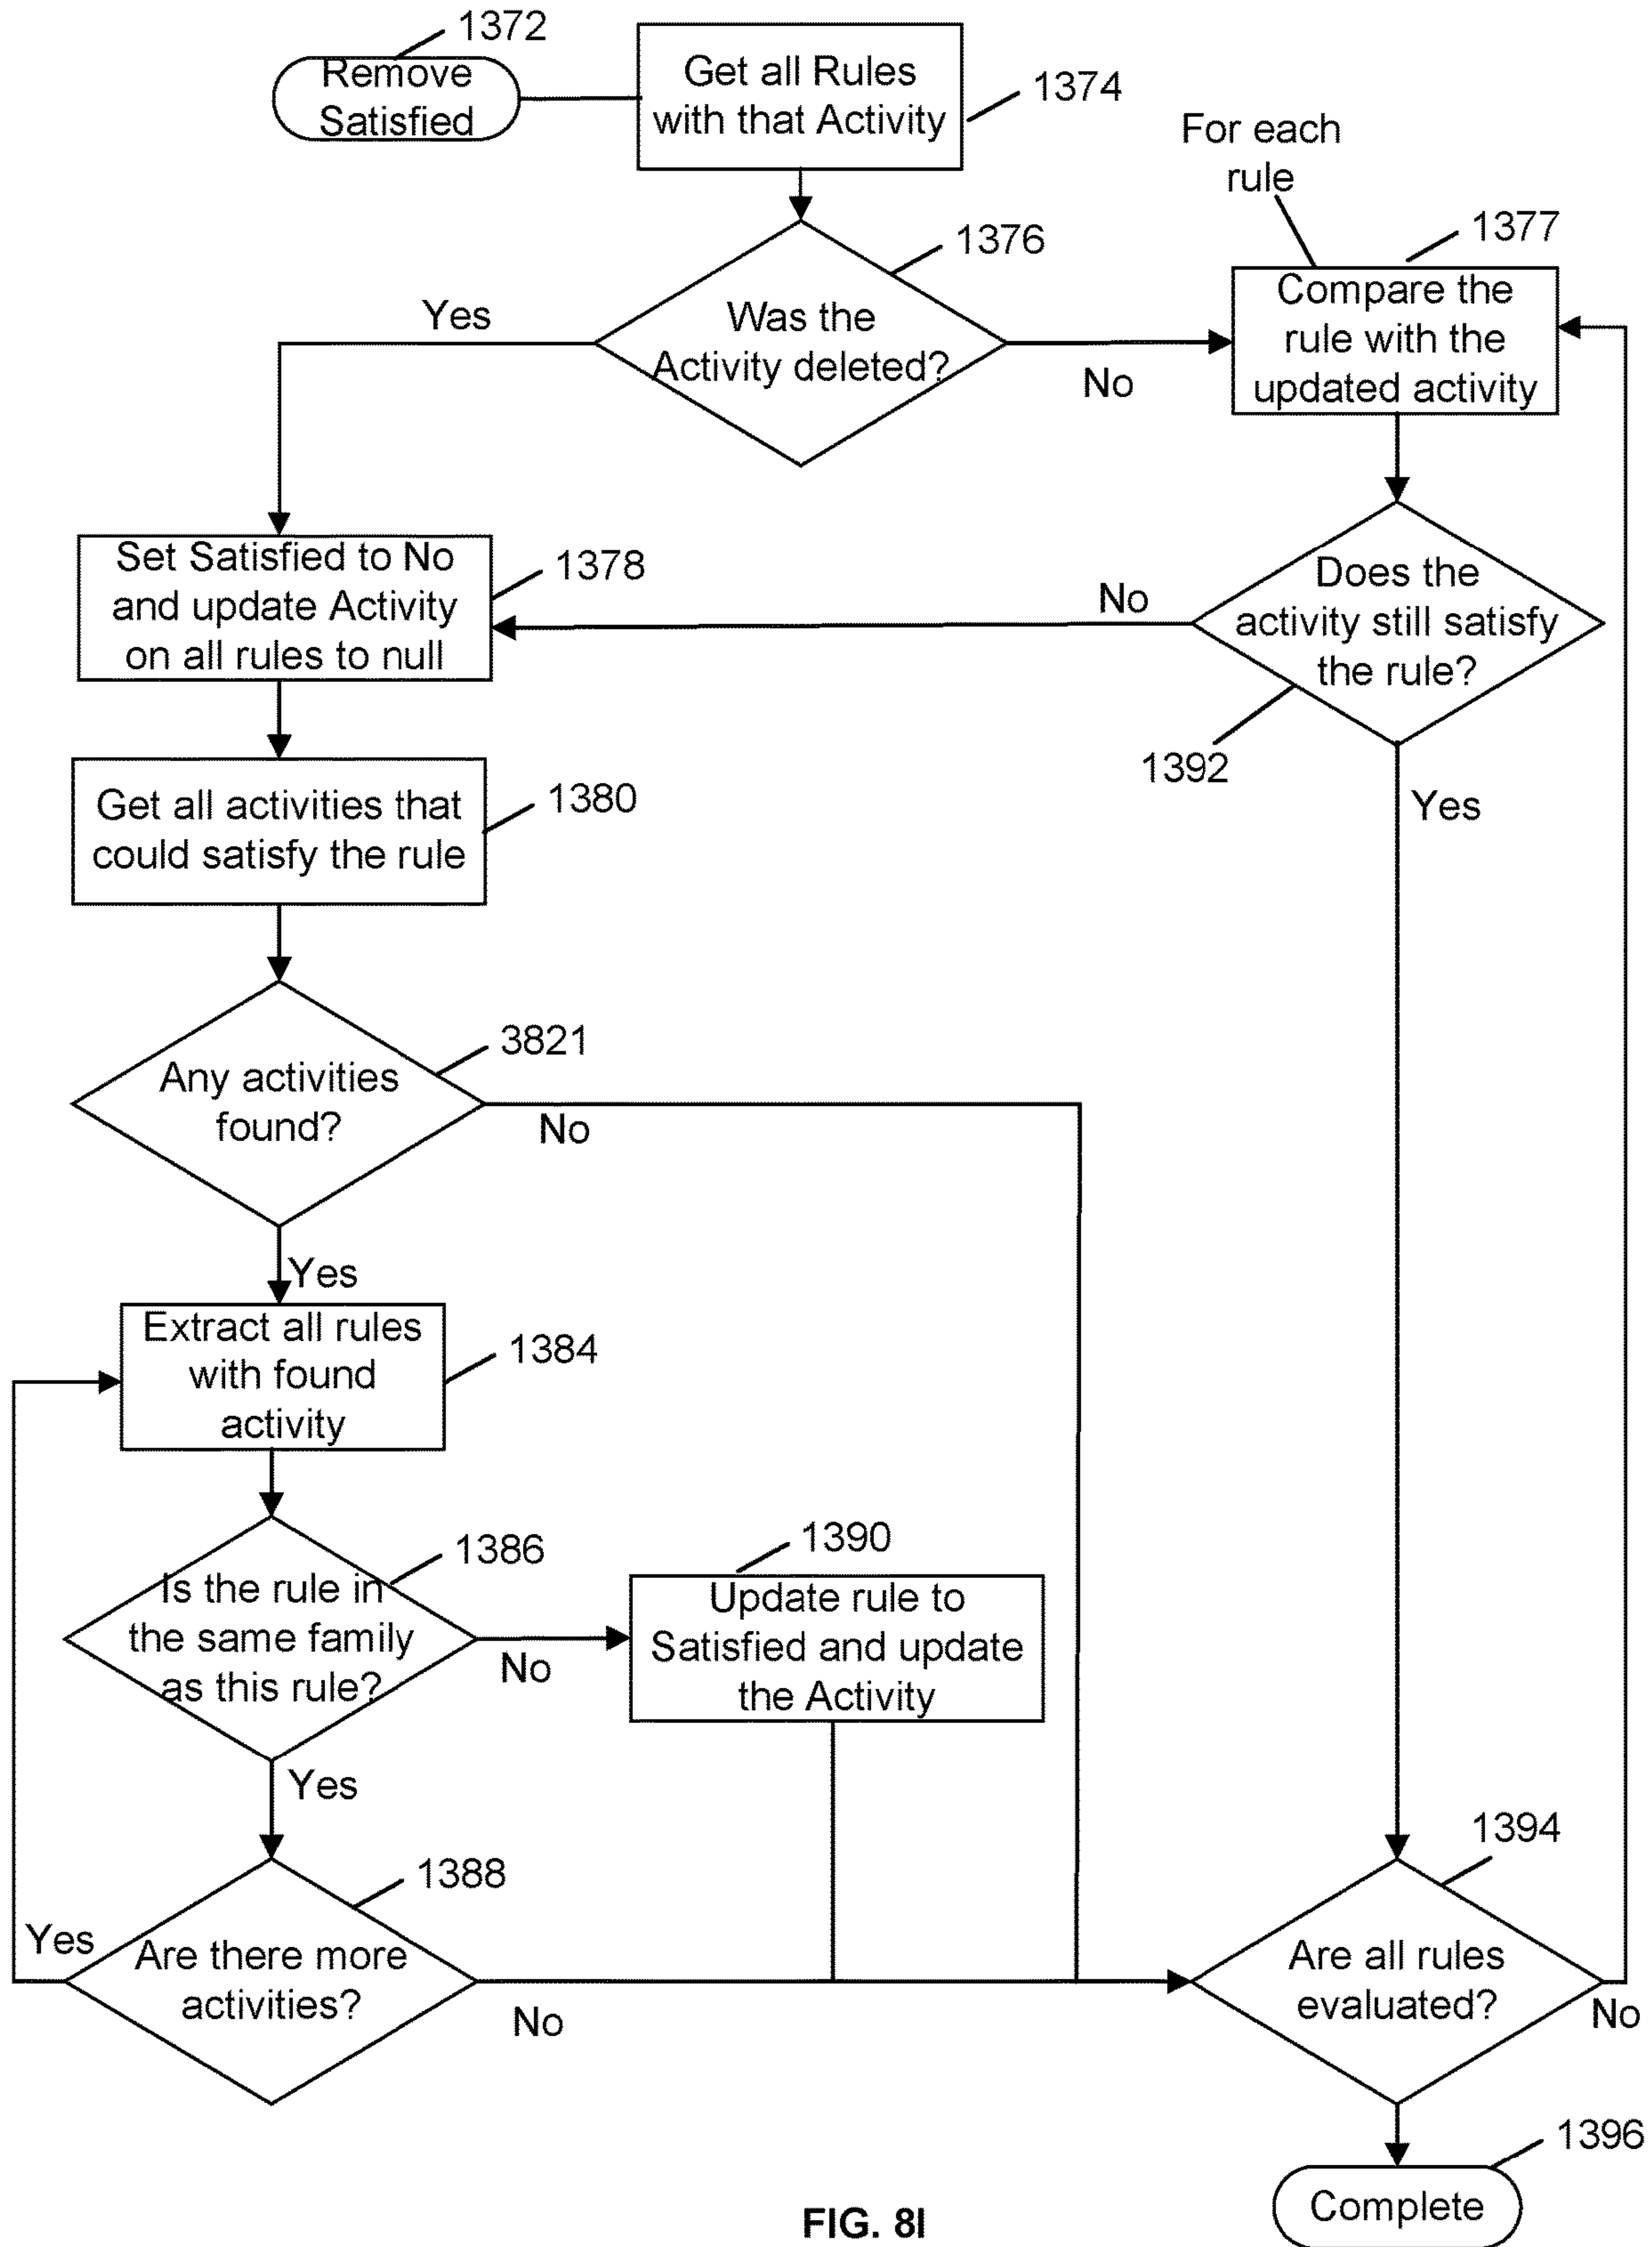 1372
Remove
Satisfied
Get all Rules
with that Activity
1374
For each
rule
1376
1377
Was the
Activity deleted?
Yes
No
Compare the
rule with the
updated activity
Set Satisfied to No
and update Activity
on all rules to null
1378
No
Does the
activity still satisfy
the rule?
1392
Yes
Get all activities that
could satisfy the rule
1380
Any activities
found?
3821
No
Yes
Extract all rules
with found
activity
1384
Is the rule in
the same family
as this rule?
1386
No
1390
Update rule to
Satisfied and update
the Activity
Yes
1388
Yes
Are there more
activities?
No
1394
Are all rules
evaluated?
No
1396
Complete
FIG. 8I